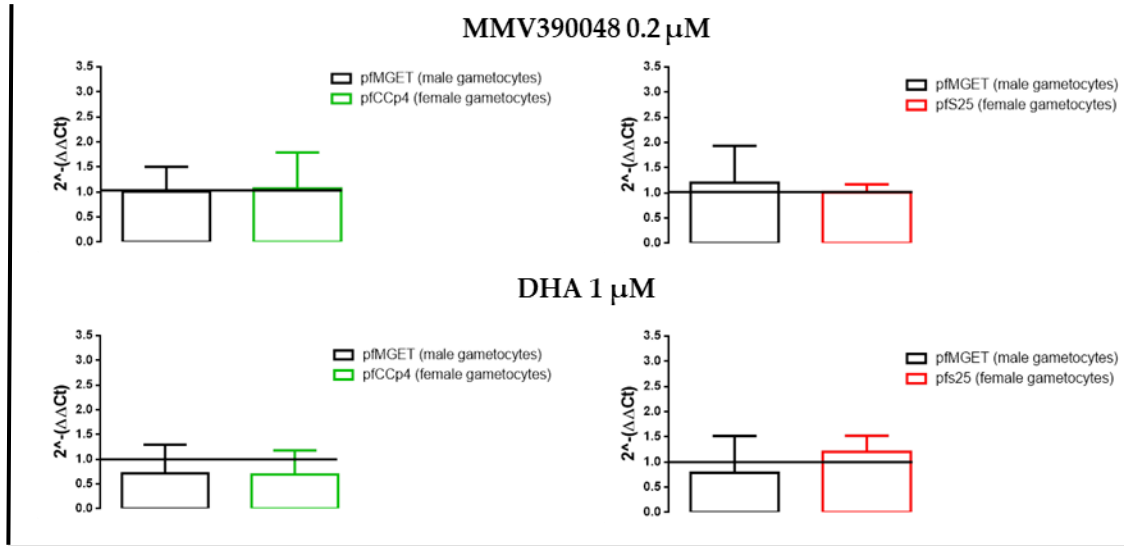 MMV390048 0.2 μM
2^-(ΔΔCt)
3.5
3.0
2.5
2.0
1.5
1.0
0.5
0.0
pfMGET (male gametocytes)
pfCCp4 (female gametocytes)
2^-(ΔΔCt)
3.5
3.0
2.5
2.0
1.5
1.0
0.5
0.0
pfMGET (male gametocytes)
pfS25 (female gametocytes)
DHA 1 μM
2^-(ΔΔCt)
3.5
3.0
2.5
2.0
1.5
1.0
0.5
0.0
pfMGET (male gametocytes)
pfCCp4 (female gametocytes)
2^-(ΔΔCt)
3.5
3.0
2.5
2.0
1.5
1.0
0.5
0.0
pfMGET (male gametocytes)
pfs25 (female gametocytes)